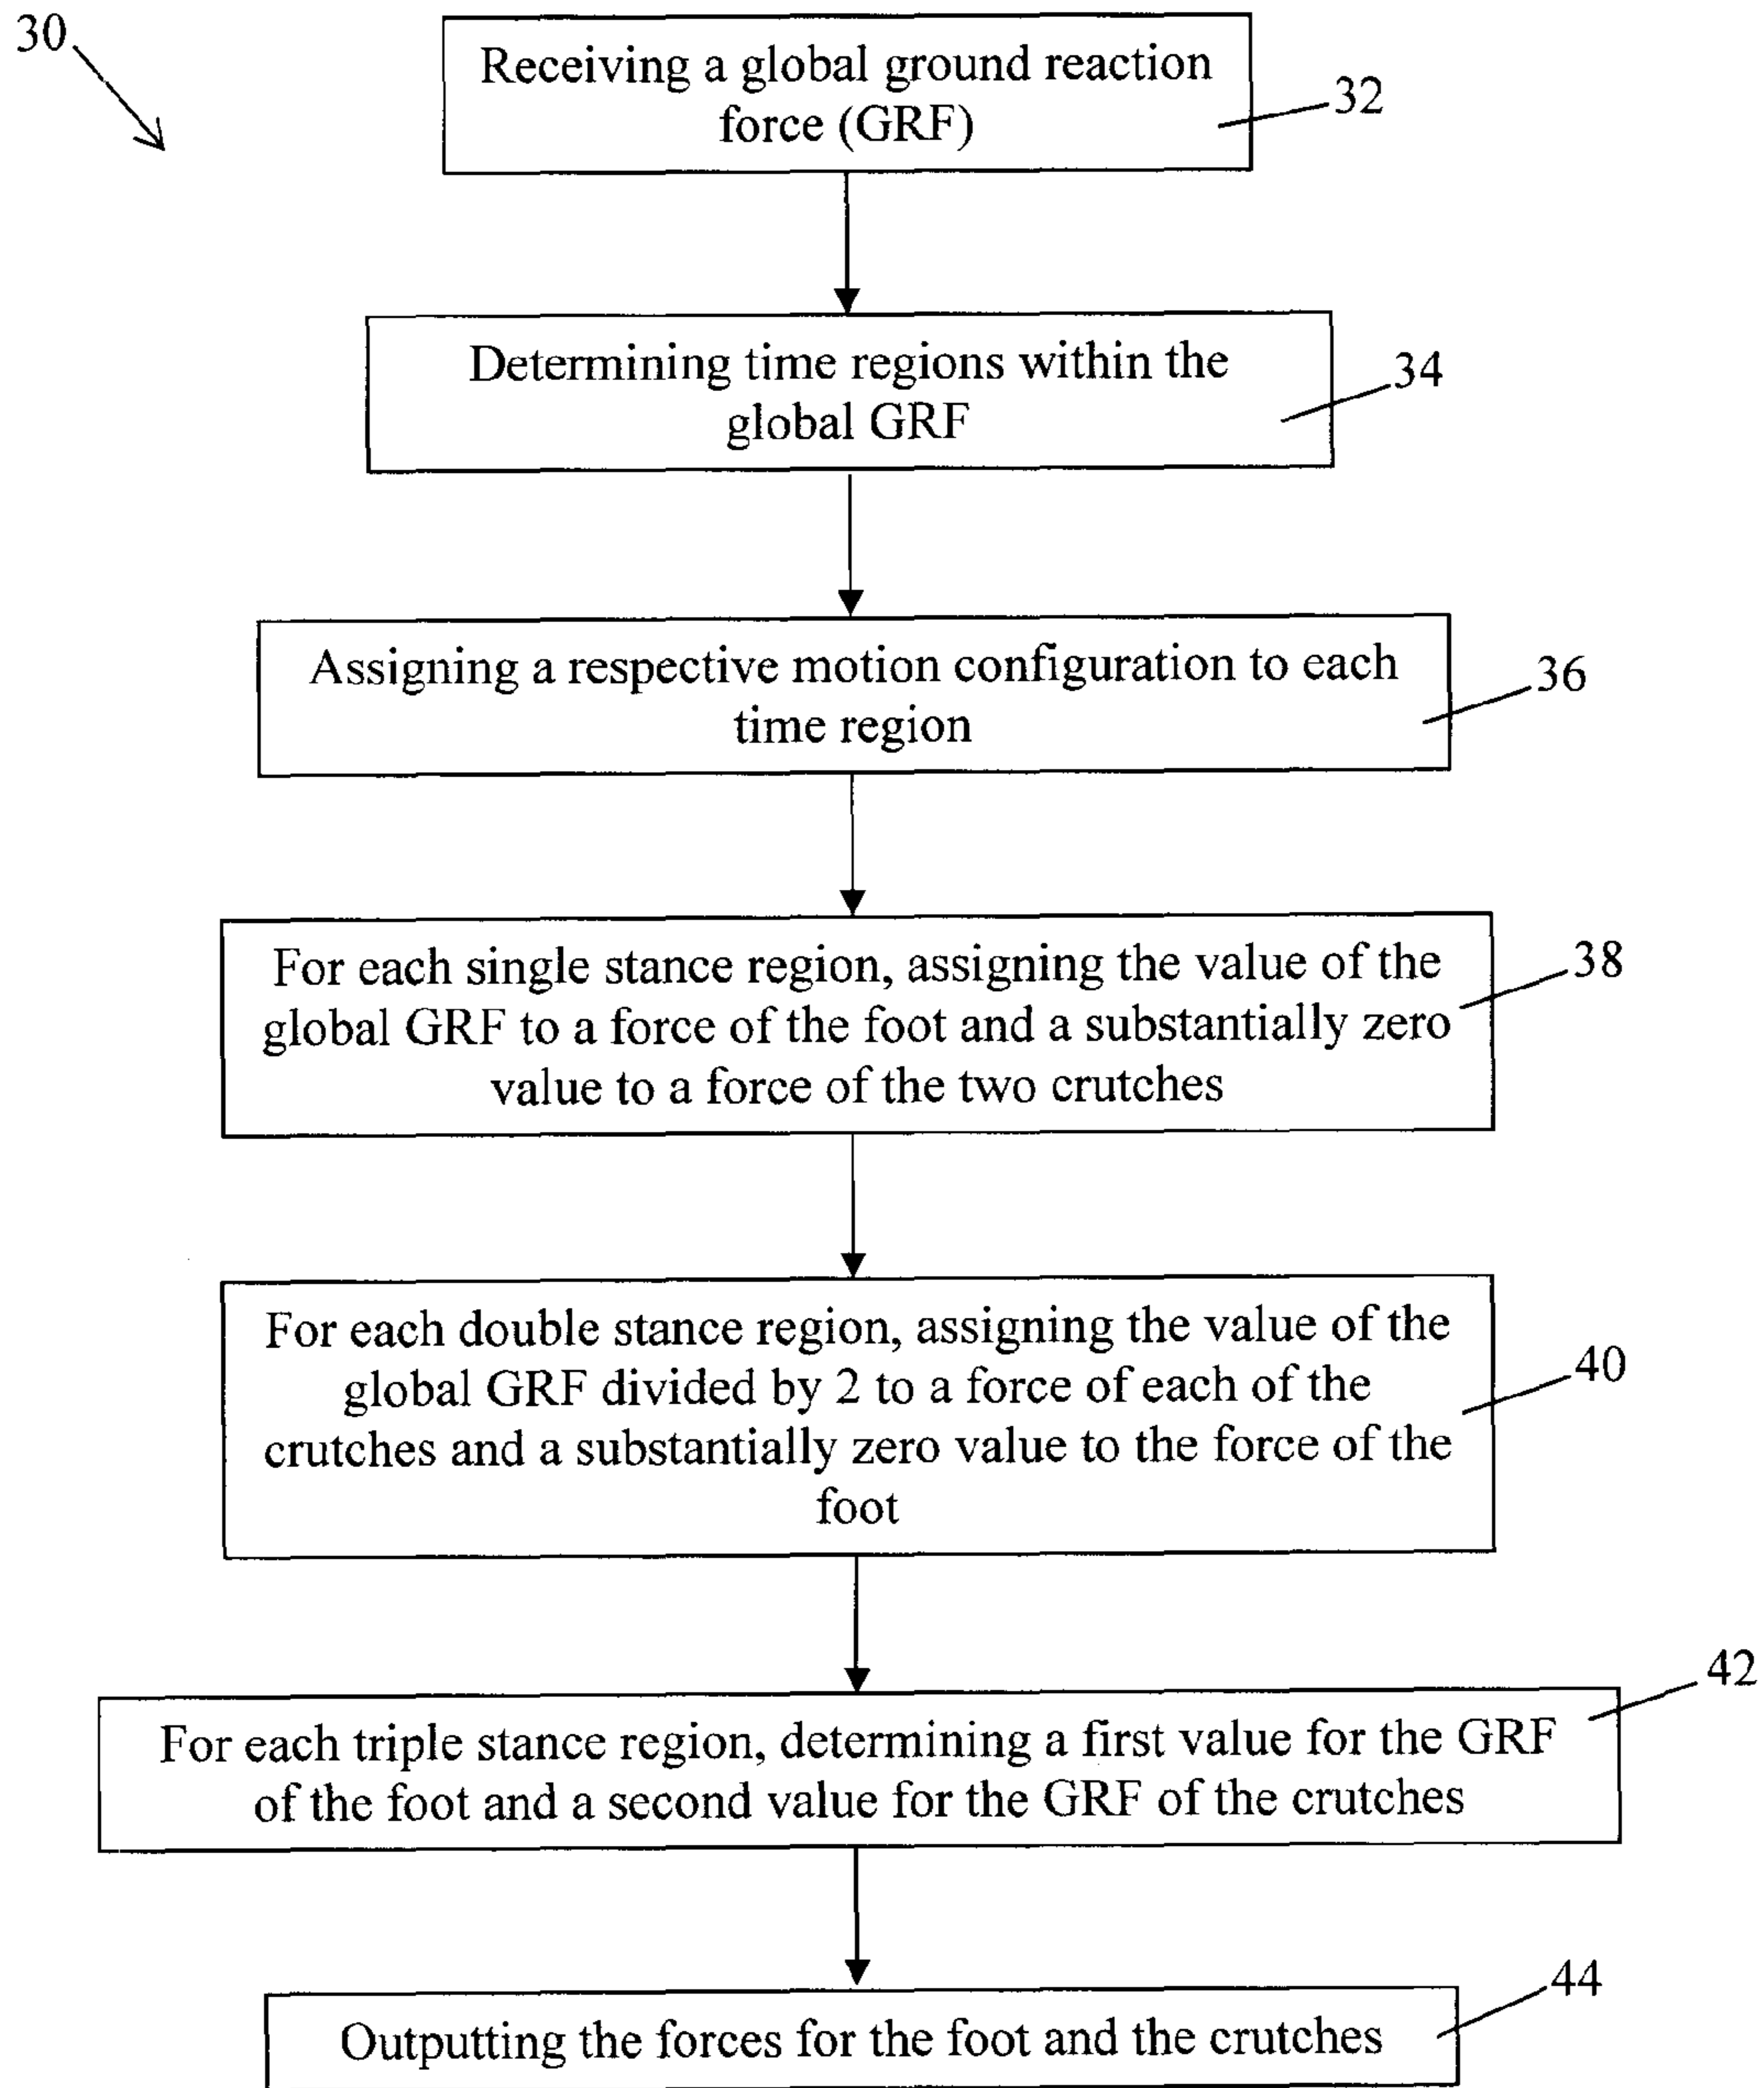 30
Receiving a global ground reaction
force (GRF)
32
Determining time regions within the
global GRF
34
Assigning a respective motion configuration to each
time region
36
For each single stance region, assigning the value of the
global GRF to a force of the foot and a substantially zero
value to a force of the two crutches
38
For each double stance region, assigning the value of the
global GRF divided by 2 to a force of each of the
crutches and a substantially zero value to the force of the
foot
40
For each triple stance region, determining a first value for the GRF
of the foot and a second value for the GRF of the crutches
42
Outputting the forces for the foot and the crutches
44